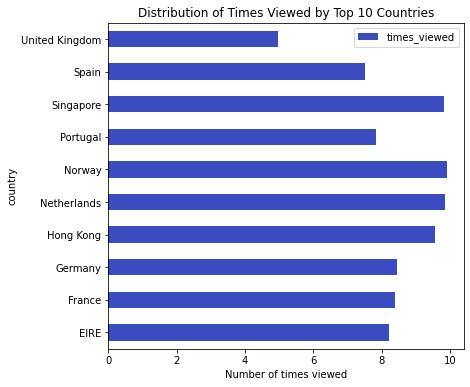 Distribution of Times Viewed by Top 10 Countries
times_viewed
United Kingdom
Spain
Singapore
Portugal
Norway
Netherlands
Hong Kong
Germany
France
EIRE
country
0 2 4 6 8 10
Number of times viewed